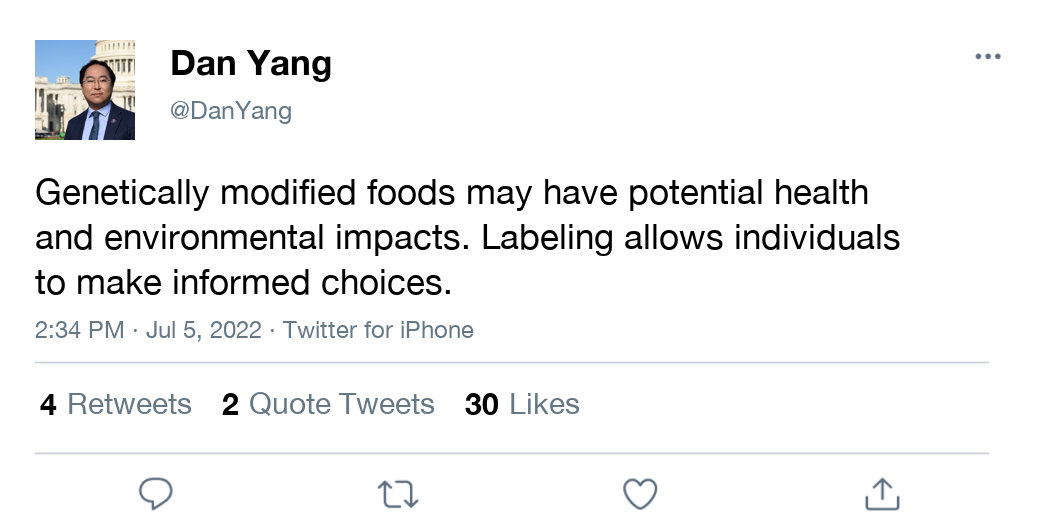 Dan Yang
@DanYang
Genetically modified foods may have potential health
and environmental impacts. Labeling allows individuals
to make informed choices.
2:34 PM · Jul 5, 2022 · Twitter for iPhone
4 Retweets 2 Quote Tweets 30 Likes